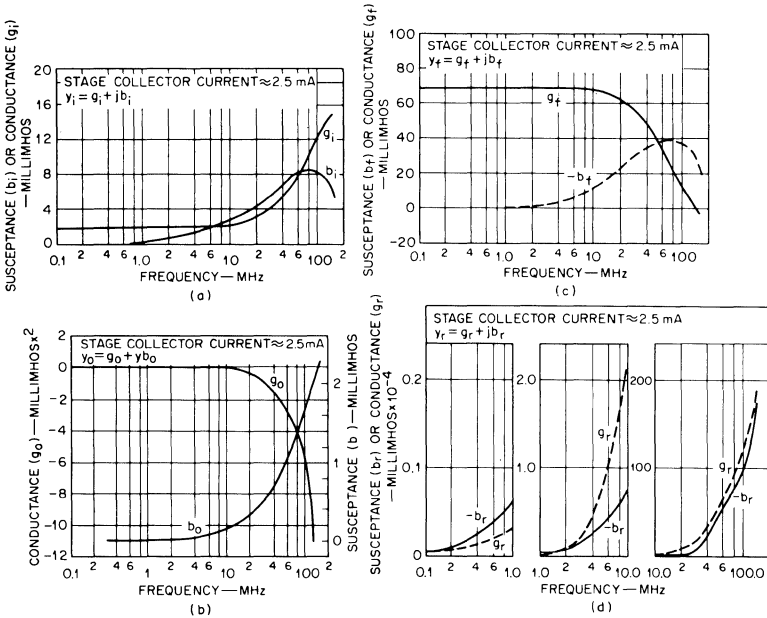 SUSCEPTANCE (bi) OR CONDUCTANCE (gi)
—MILLIMHOS
20
16
12
8
4
0
STAGE COLLECTOR CURRENT≈2.5 mA
yi=gi+jbi
gi
bi
0.1 2 4 6 1.0 2 4 6 10 2 4 6 100 2
FREQUENCY—MHz
(a)
SUSCEPTANCE (bf) OR CONDUCTANCE (gf)
—MILLIMHOS
100
80
60
40
20
0
−20
STAGE COLLECTOR CURRENT≈2.5 mA
yf=gf+jbf
gf
-bf
0.1 2 4 6 1.0 2 4 6 10 2 4 6 100
FREQUENCY—MHz
(c)
CONDUCTANCE (go)—MILLIMHOS×2
2
0
−2
−4
−6
−8
−10
−12
STAGE COLLECTOR CURRENT≈2.5mA
yo=go+ybo
go
bo
2
1
0
SUSCEPTANCE (b )—MILLIMHOS
0.1 2 4 6 1 2 4 6 10 2 4 6 100
FREQUENCY—MHz
(b)
SUSCEPTANCE (br) OR CONDUCTANCE (gr)
—MILLIMHOS×10-4
STAGE COLLECTOR CURRENT≈2.5 mA
yr=gr+jbr
0.2
0,1
0
-br
gr
0.1 2 4 6 1.0
2.0
1.0
0
gr
-br
1.0 2 4 6 10.0
200
100
gr
-br
10.0 2 4 6 100.0
FREQUENCY—MHz
(d)